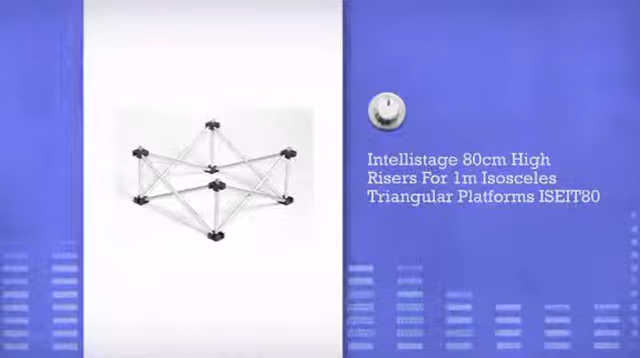 Intellistage 80cm High
Risers For 1m Isosceles
Triangular Platforms ISEIT80